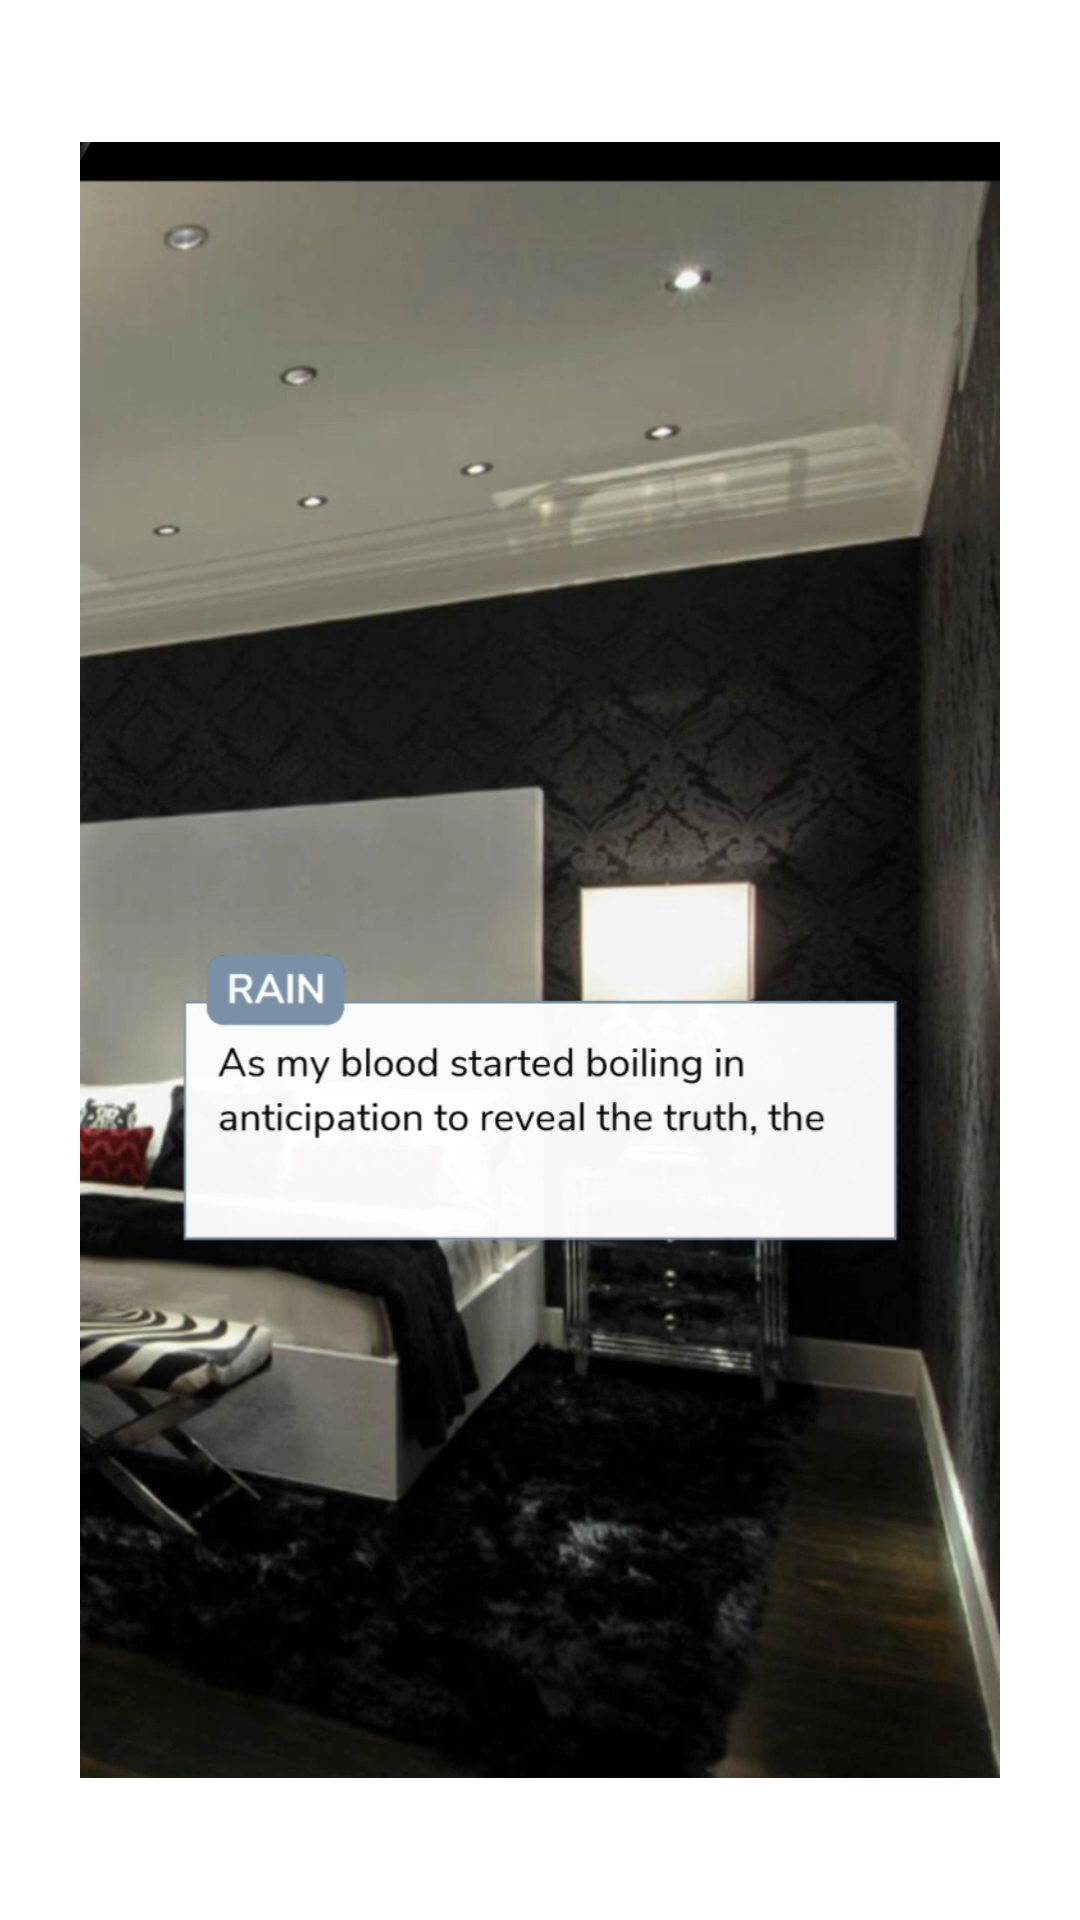 RAIN
As my blood started boiling in
anticipation to reveal the truth, the